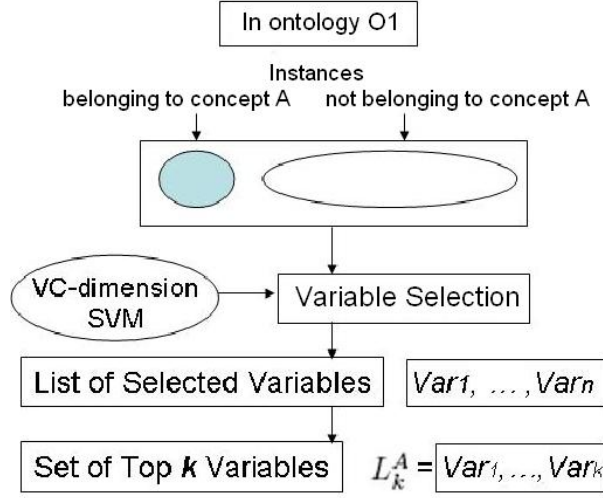 In ontology O1
Instances
belonging to concept A not belonging to concept A
VC-dimension
SVM
Variable Selection
List of Selected Variables
Var1, ...,Varn
Set of Top k Variables
L_k^A = Var1,...,Vark